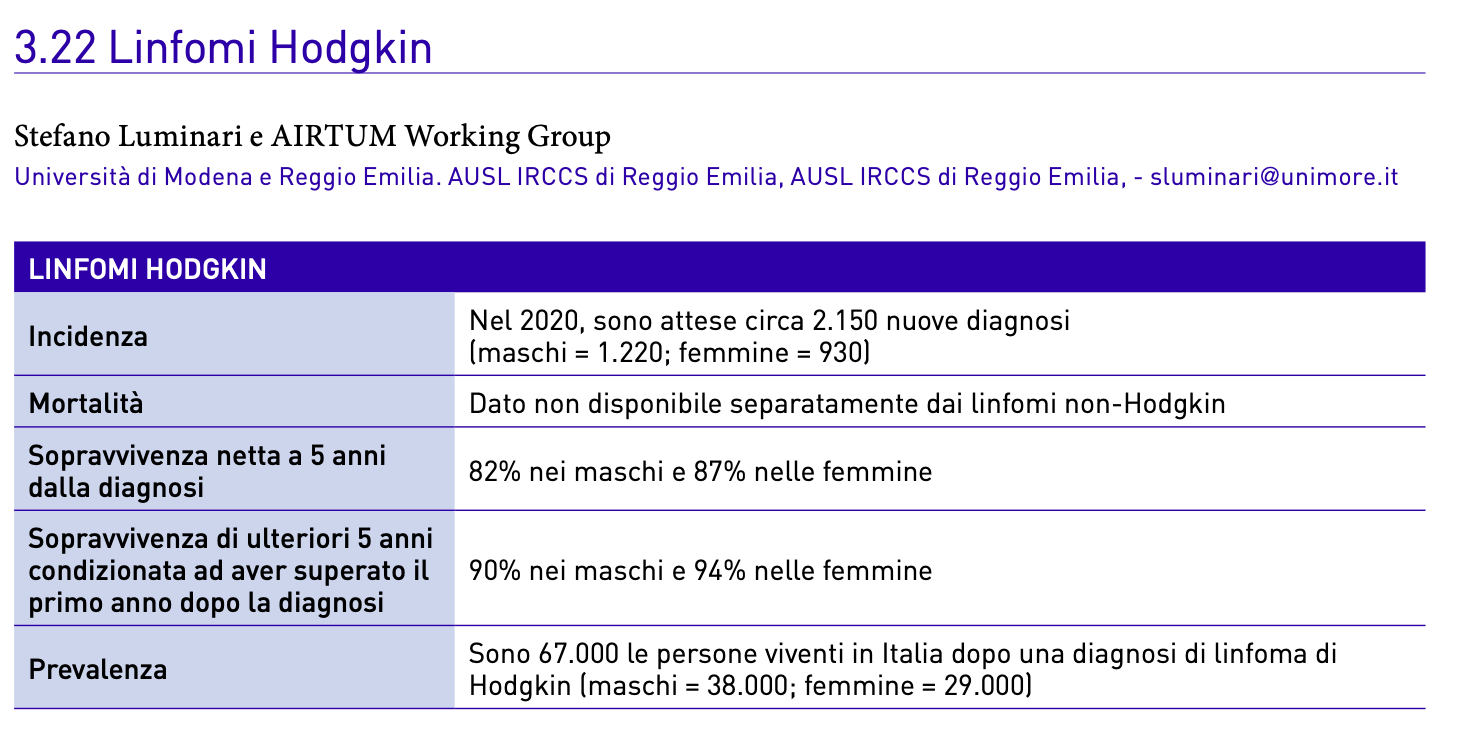 3.22 Linfomi Hodgkin
Stefano Luminari e AIRTUM Working Group
Università di Modena e Reggio Emilia. AUSL IRCCS di Reggio Emilia, AUSL IRCCS di Reggio Emilia, - sluminari@unimore.it
LINFOMI HODGKIN
Incidenza
Nel 2020, sono attese circa 2.150 nuove diagnosi
(maschi = 1.220; femmine = 930)
Mortalità
Dato non disponibile separatamente dai linfomi non-Hodgkin
Sopravvivenza netta a 5 anni
dalla diagnosi
82% nei maschi e 87% nelle femmine
Sopravvivenza di ulteriori 5 anni
condizionata ad aver superato il
primo anno dopo la diagnosi
90% nei maschi e 94% nelle femmine
Prevalenza
Sono 67.000 le persone viventi in Italia dopo una diagnosi di linfoma di
Hodgkin (maschi = 38.000; femmine = 29.000)